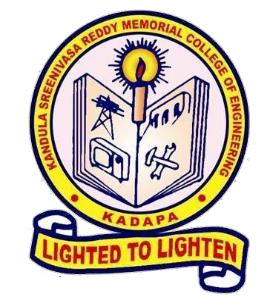 KANDULA SREENIVASA REDDY MEMORIAL COLLEGE OF ENGINEERING
KADAPA
LIGHTED TO LIGHTEN